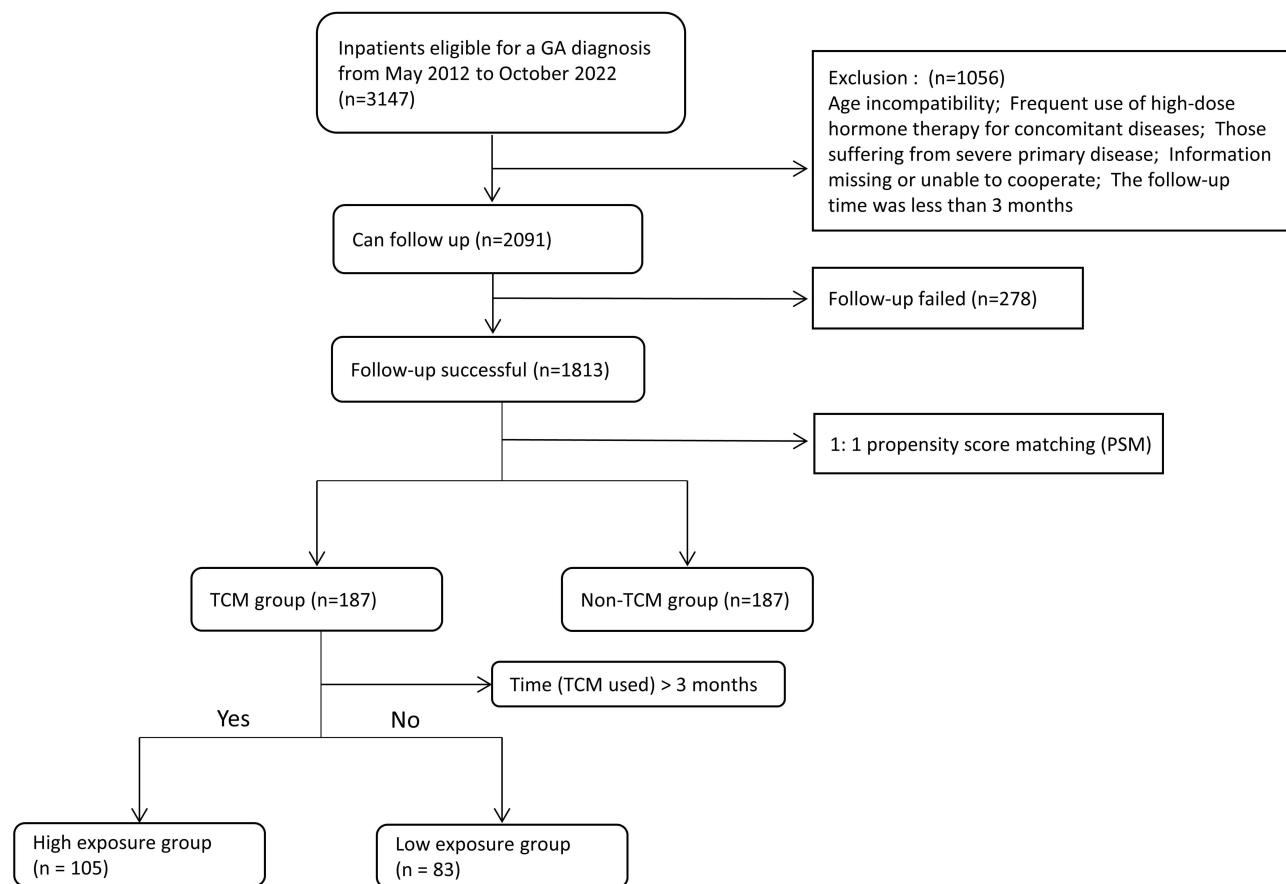 Inpatients eligible for a GA diagnosis
from May 2012 to October 2022
(n=3147)
Exclusion :  (n=1056)
Age incompatibility;  Frequent use of high-dose
hormone therapy for concomitant diseases;  Those
suffering from severe primary disease;  Information
missing or unable to cooperate;  The follow-up
time was less than 3 months
Can follow up (n=2091)
Follow-up failed (n=278)
Follow-up successful (n=1813)
1: 1 propensity score matching (PSM)
TCM group (n=187)
Non-TCM group (n=187)
Time (TCM used) > 3 months
Yes
No
High exposure group
(n = 105)
Low exposure group
(n = 83)